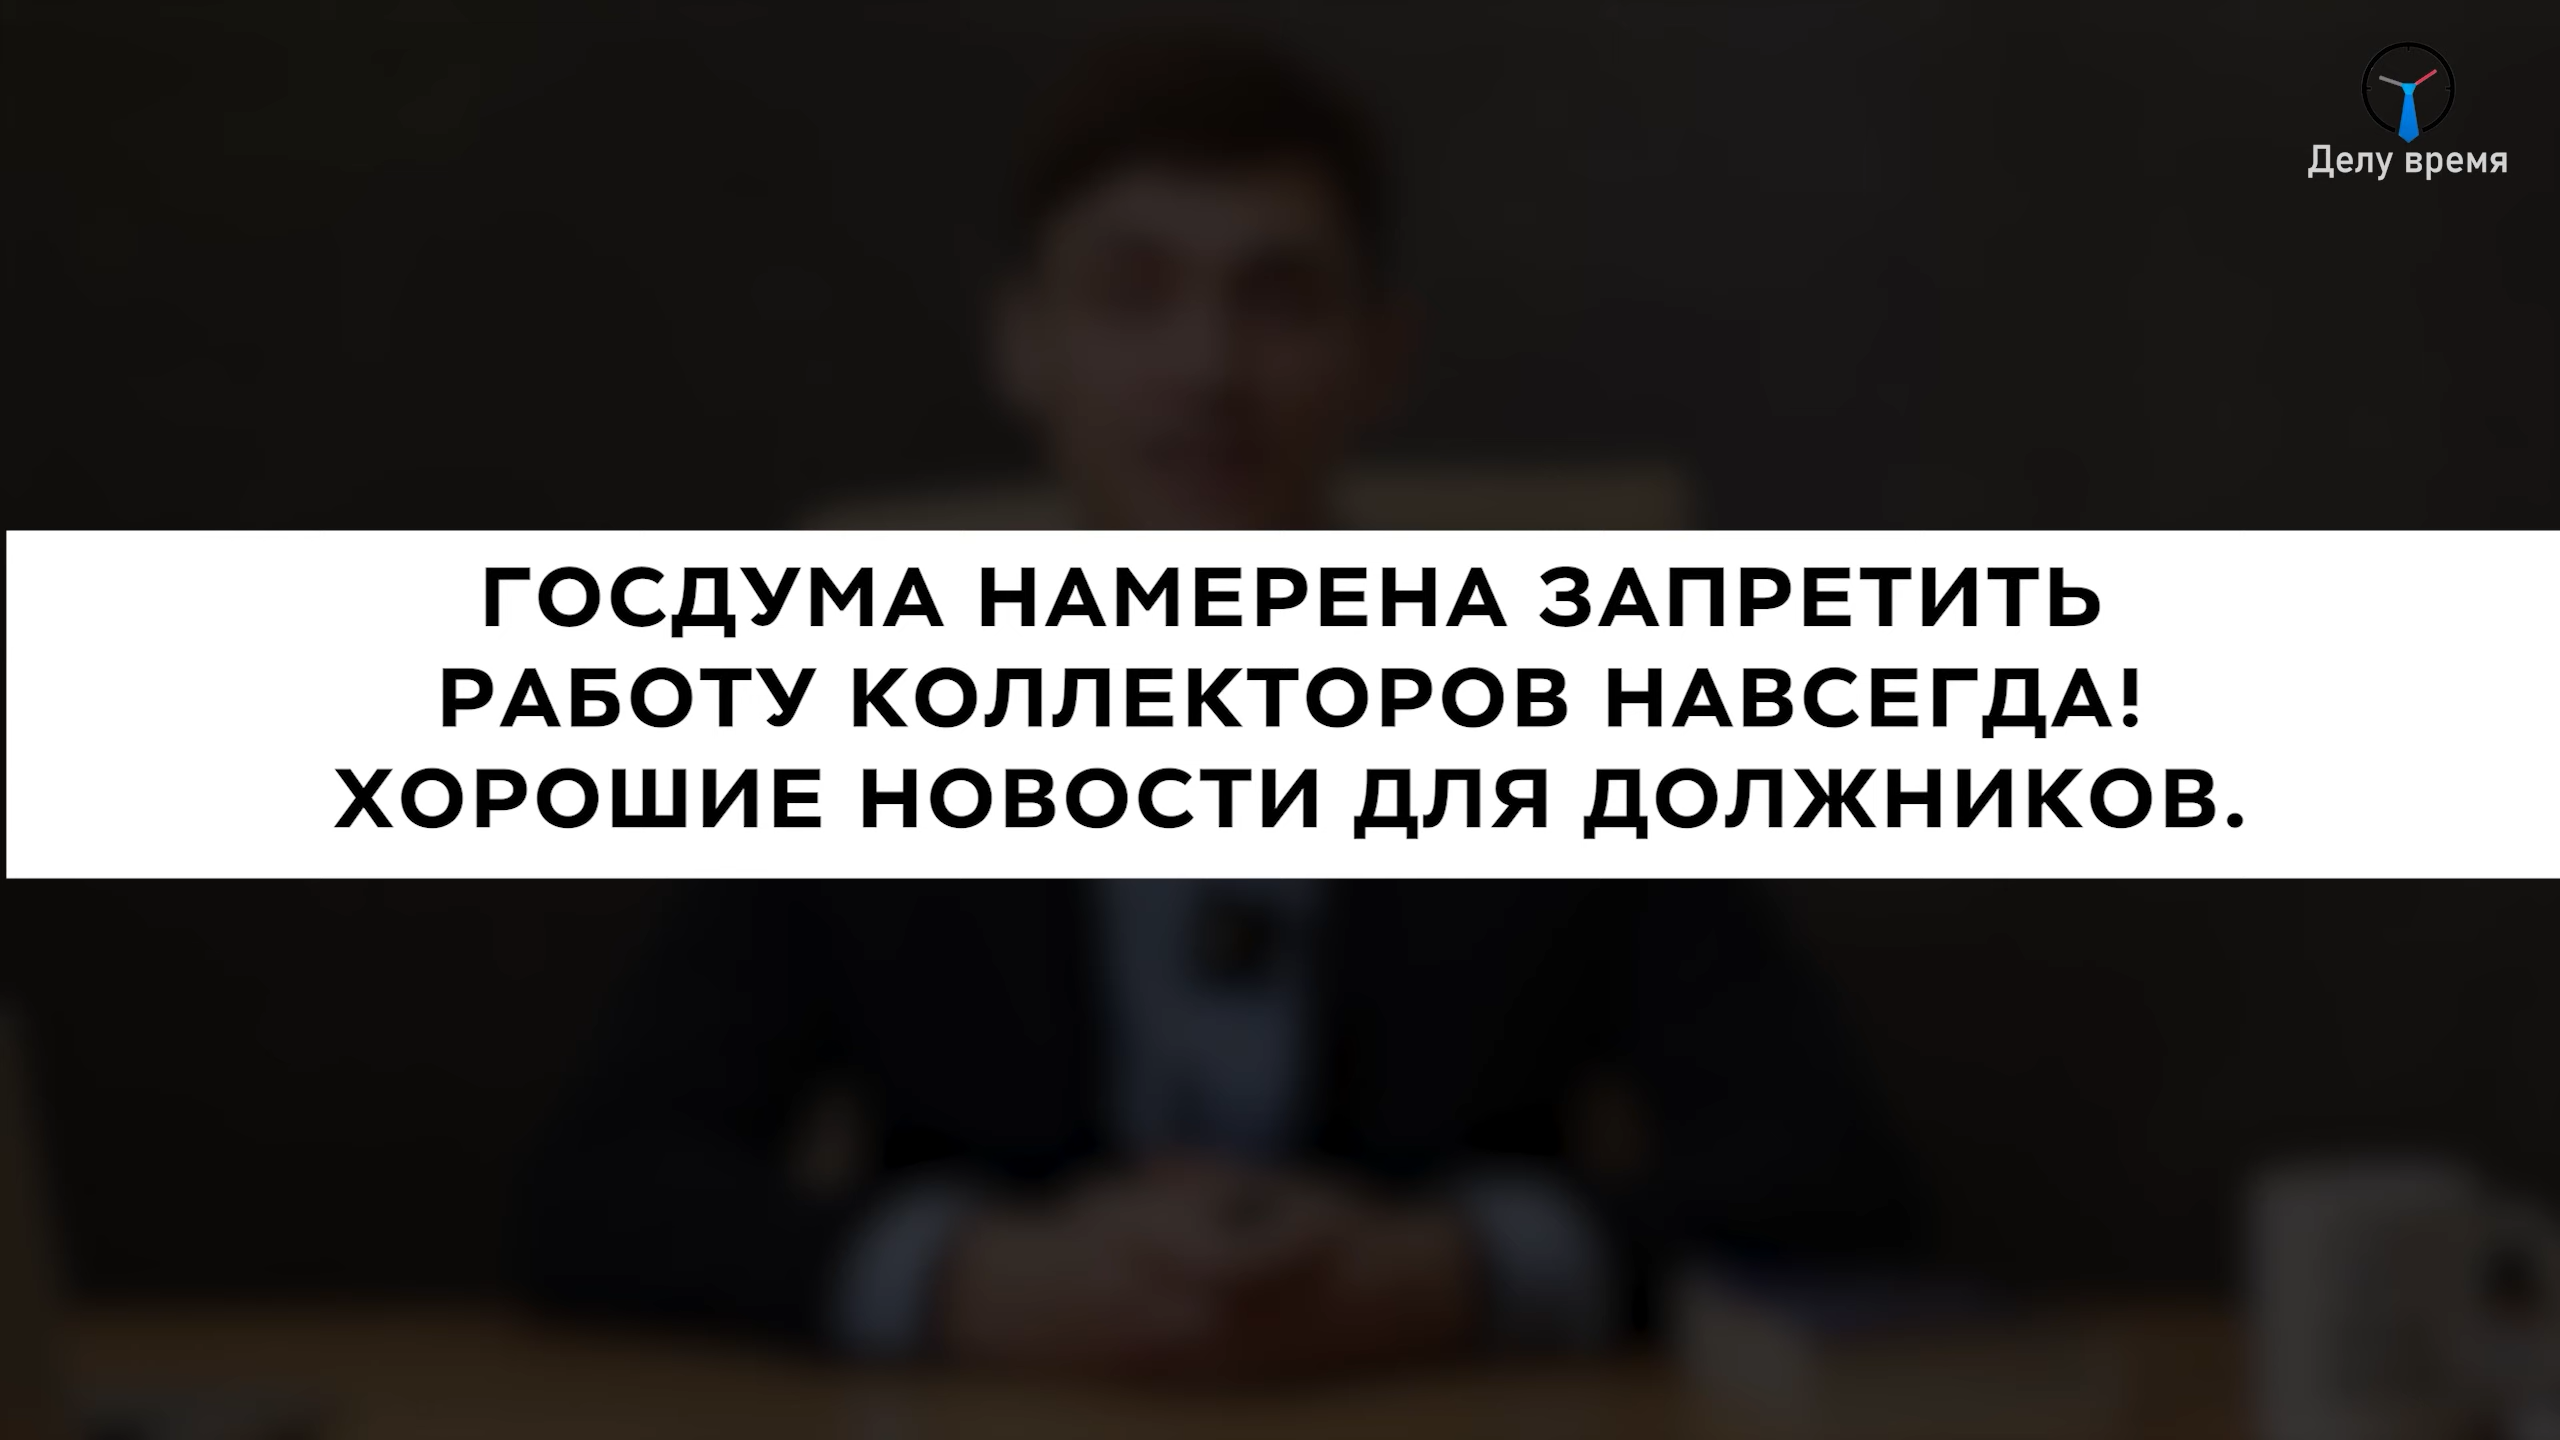 Делу время
ГОСДУМА НАМЕРЕНА ЗАПРЕТИТЬ
РАБОТУ КОЛЛЕКТОРОВ НАВСЕГДА!
ХОРОШИЕ НОВОСТИ ДЛЯ ДОЛЖНИКОВ.